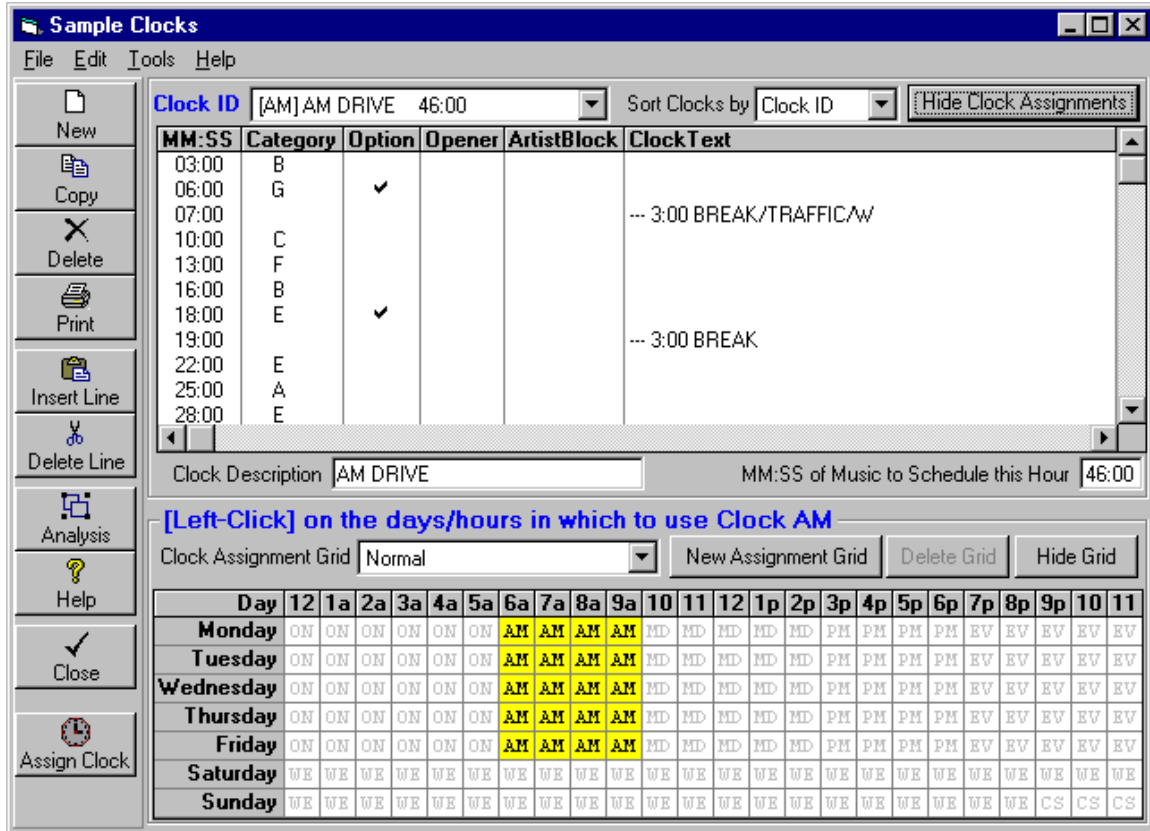 Sample Clocks
File Edit Tools Help
New
Copy
Delete
Print
Insert Line
Delete Line
Analysis
Help
Close
Assign Clock
Clock ID [AM] AM DRIVE 46:00 Sort Clocks by Clock ID Hide Clock Assignments
MM:SS Category Option Opener ArtistBlock ClockText
03:00 B
06:00 G ✔
07:00 --- 3:00 BREAK/TRAFFIC/W
10:00 C
13:00 F
16:00 B
18:00 E ✔
19:00 --- 3:00 BREAK
22:00 E
25:00 A
28:00 E
Clock Description AM DRIVE MM:SS of Music to Schedule this Hour 46:00
[Left-Click] on the days/hours in which to use Clock AM
Clock Assignment Grid Normal New Assignment Grid Delete Grid Hide Grid
Day 12 1a 2a 3a 4a 5a 6a 7a 8a 9a 10 11 12 1p 2p 3p 4p 5p 6p 7p 8p 9p 10 11
Monday ON ON ON ON ON ON AM AM AM AM MD MD MD MD MD PM PM PM PM EV EV EV EV EV
Tuesday ON ON ON ON ON ON AM AM AM AM MD MD MD MD MD PM PM PM PM EV EV EV EV EV
Wednesday ON ON ON ON ON ON AM AM AM AM MD MD MD MD MD PM PM PM PM EV EV EV EV EV
Thursday ON ON ON ON ON ON AM AM AM AM MD MD MD MD MD PM PM PM PM EV EV EV EV EV
Friday ON ON ON ON ON ON AM AM AM AM MD MD MD MD MD PM PM PM PM EV EV EV EV EV
Saturday WE WE WE WE WE WE WE WE WE WE WE WE WE WE WE WE WE WE WE WE WE WE WE WE
Sunday WE WE WE WE WE WE WE WE WE WE WE WE WE WE WE WE WE WE WE WE WE CS CS CS